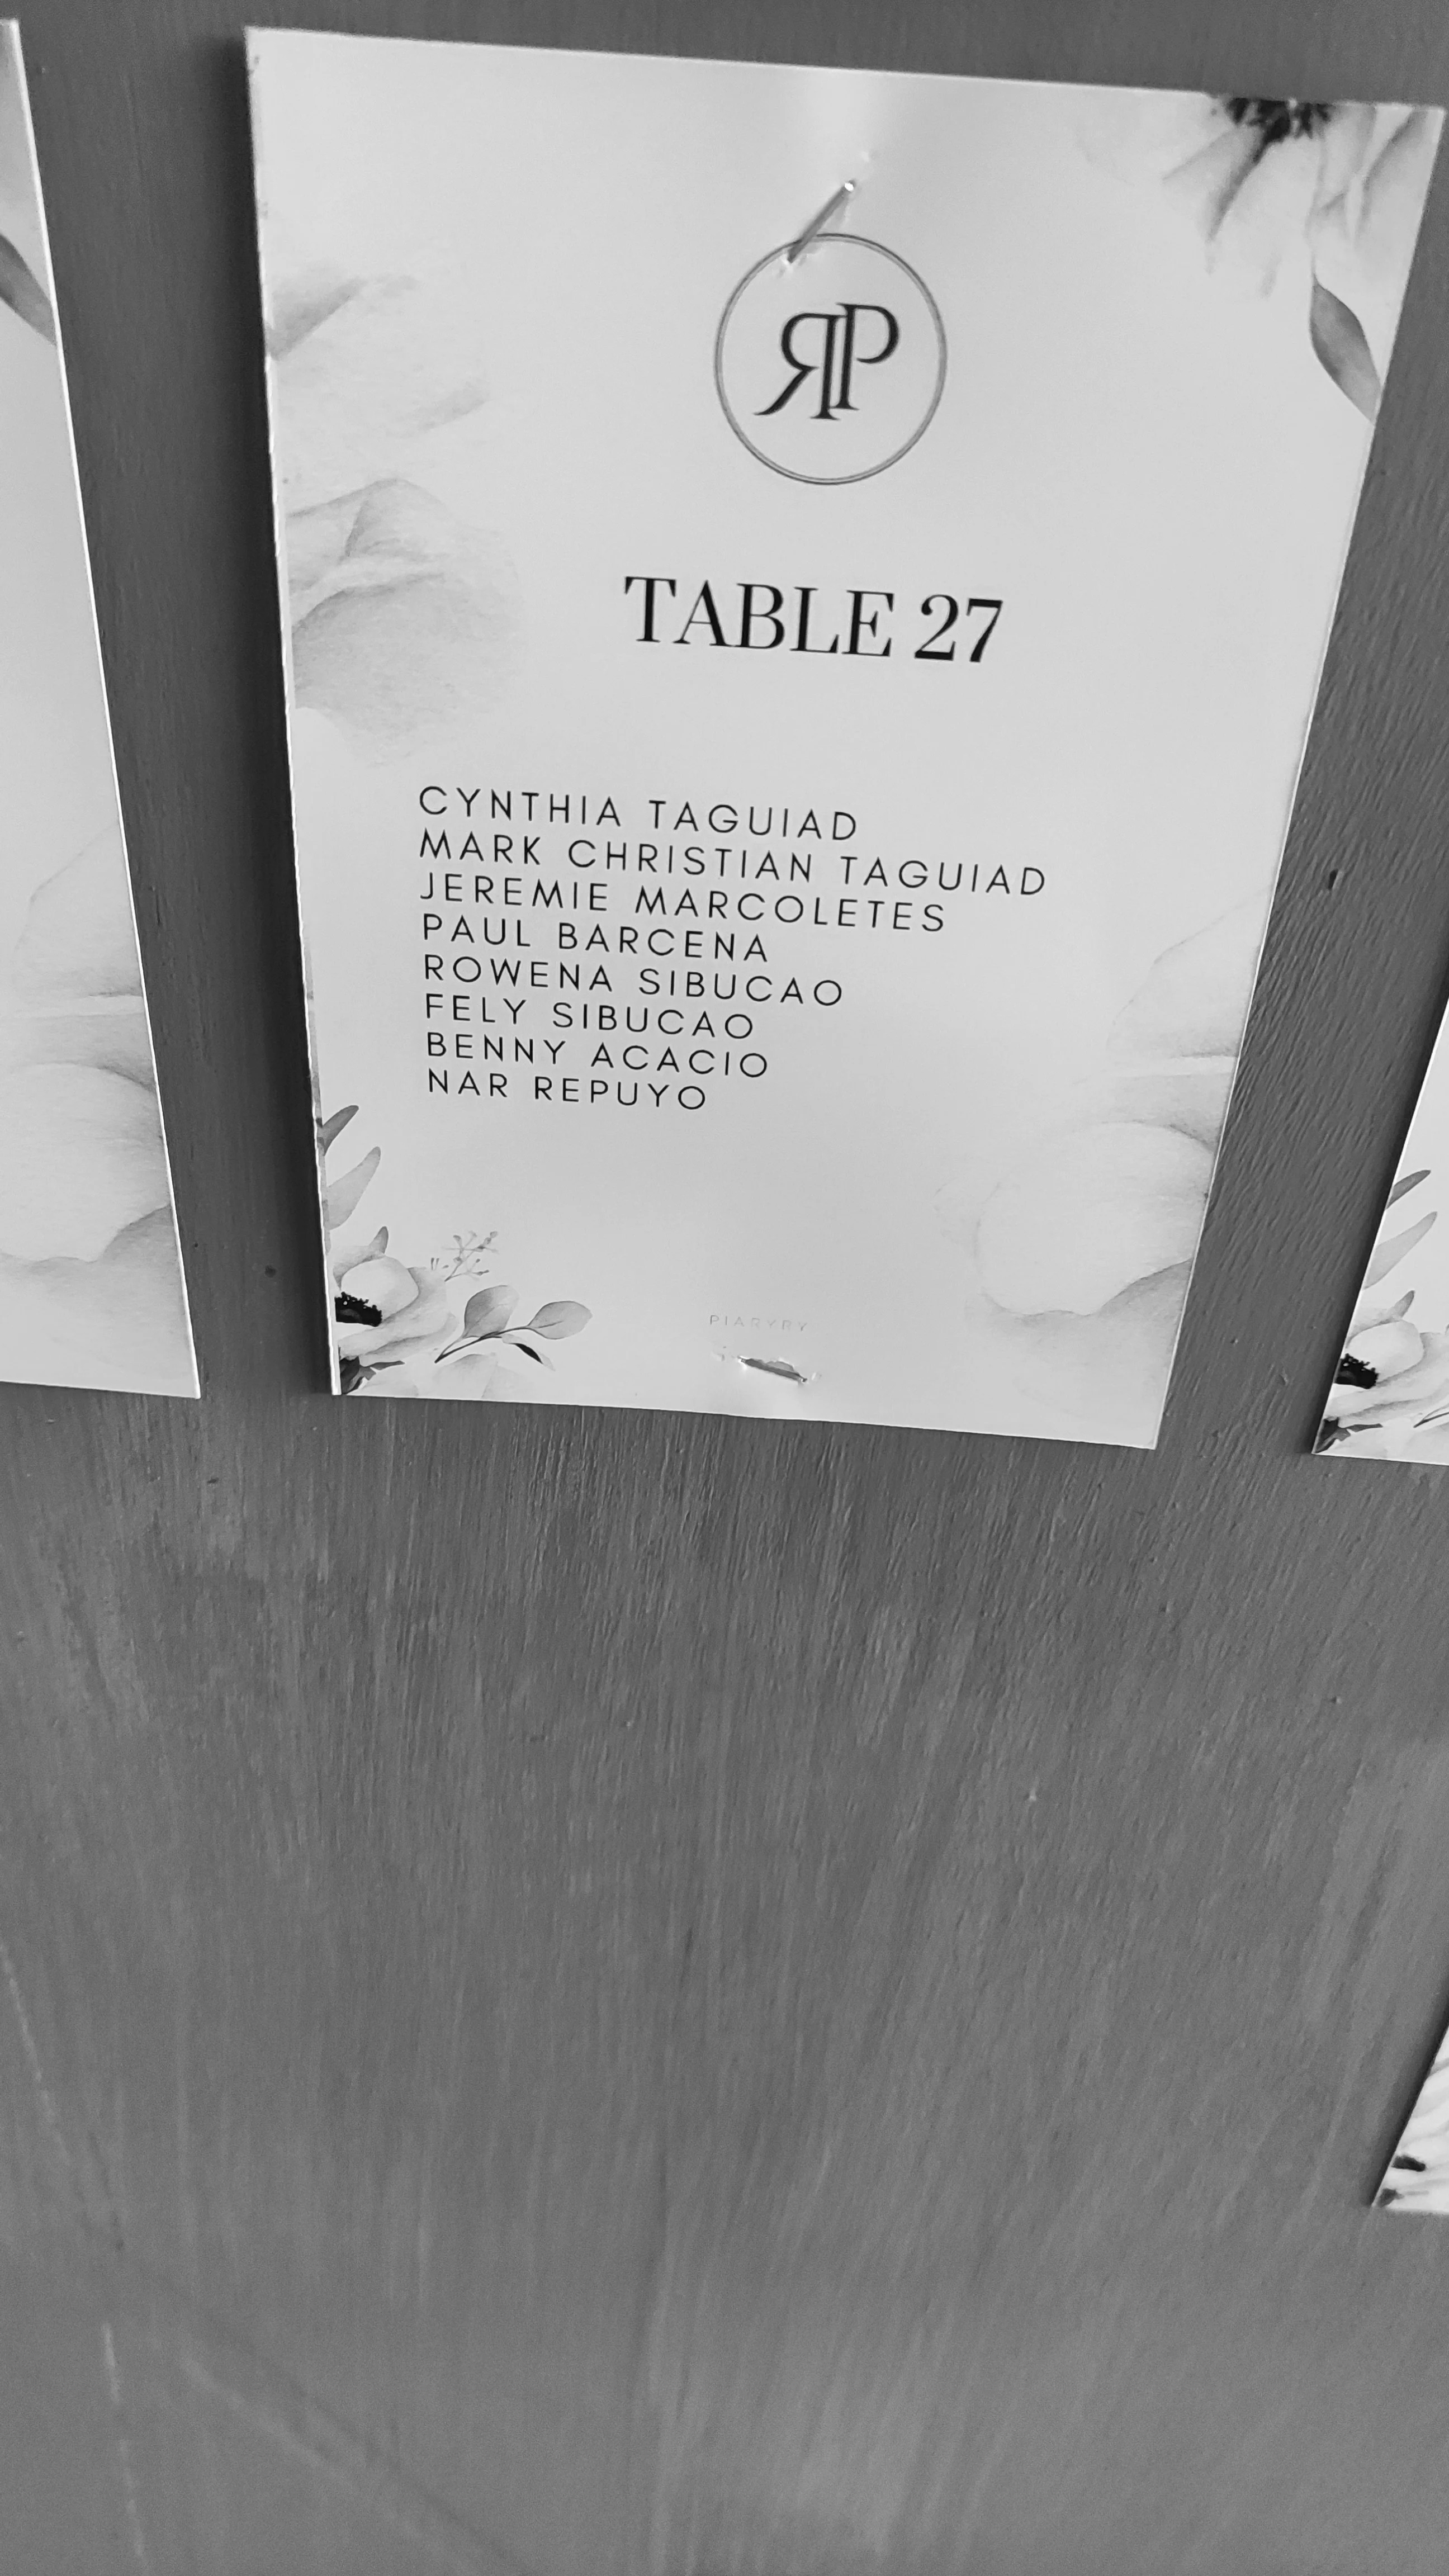 RP
TABLE 27
CYNTHIA TAGUIAD
MARK CHRISTIAN TAGUIAD
JEREMIE MARCOLETES
PAUL BARCENA
ROWENA SIBUCAO
FELY SIBUCAO
BENNY ACACIO
NAR REPUYO